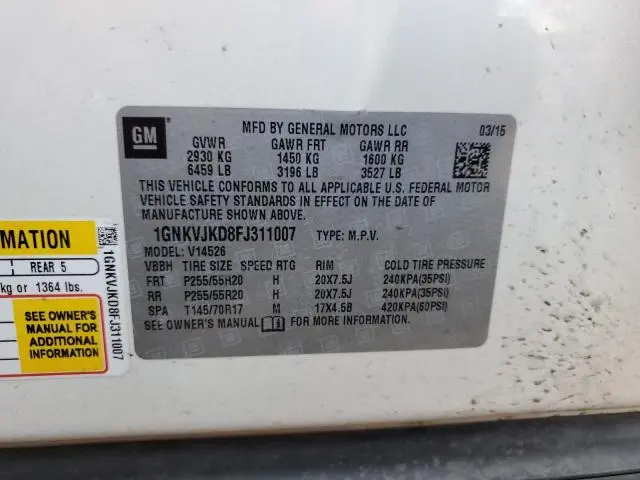 GM
MFD BY GENERAL MOTORS LLC 03/15
GVWR GAWR FRT GAWR RR
2930 KG 1450 KG 1600 KG
6459 LB 3196 LB 3527 LB
THIS VEHICLE CONFORMS TO ALL APPLICABLE U.S. FEDERAL MOTOR
VEHICLE SAFETY STANDARDS IN EFFECT ON THE DATE OF
MANUFACTURE SHOWN ABOVE.
1GNKVJKD8FJ311007 TYPE: M.P.V.
MODEL: V14526
VBBH TIRE SIZE SPEED RTG RIM COLD TIRE PRESSURE
FRT P255/55H20 H 20X7.5J 240KPA(35PSI)
RR P255/55H20 H 20X7.5J 240KPA(35PSI)
SPA T145/70R17 M 17X4.5B 420KPA(60PSI)
SEE OWNER'S MANUAL FOR MORE INFORMATION.
MATION
REAR 5
kg or 1364 lbs.
SEE OWNER'S
MANUAL FOR
ADDITIONAL
INFORMATION
1GNKVJKD8FJ311007